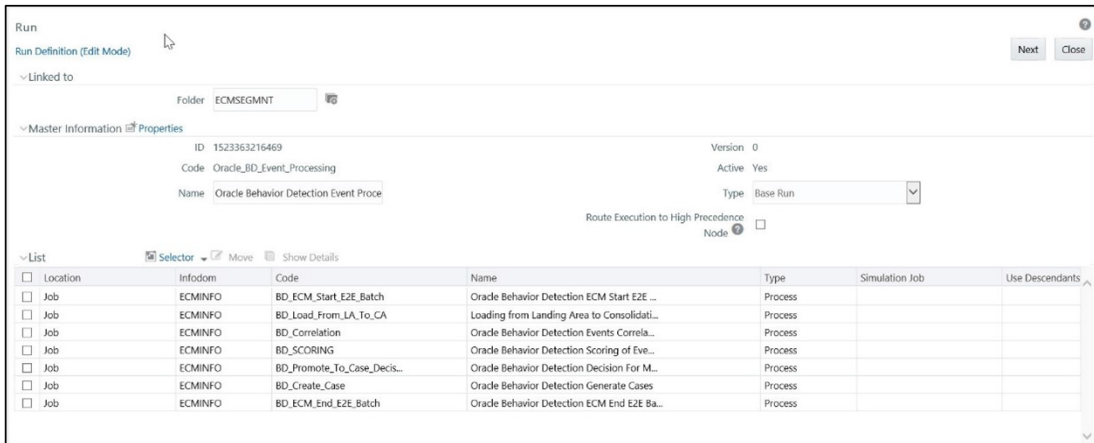 Run
Run Definition (Edit Mode)
Next Close
Linked to
Folder ECMSEGMNT
Master Information Properties
ID 1523363216469 Version 0
Code Oracle_BD_Event_Processing Active Yes
Name Oracle Behavior Detection Event Proce Type Base Run
Route Execution to High Precedence
Node
List Selector Move Show Details
Location Infodom Code Name Type Simulation Job Use Descendants
Job ECMINFO BD_ECM_Start_E2E_Batch Oracle Behavior Detection ECM Start E2E ... Process
Job ECMINFO BD_Load_From_LA_To_CA Loading from Landing Area to Consolidati... Process
Job ECMINFO BD_Correlation Oracle Behavior Detection Events Correla... Process
Job ECMINFO BD_SCORING Oracle Behavior Detection Scoring of Eve... Process
Job ECMINFO BD_Promote_To_Case_Decis... Oracle Behavior Detection Decision For M... Process
Job ECMINFO BD_Create_Case Oracle Behavior Detection Generate Cases Process
Job ECMINFO BD_ECM_End_E2E_Batch Oracle Behavior Detection ECM End E2E Ba... Process